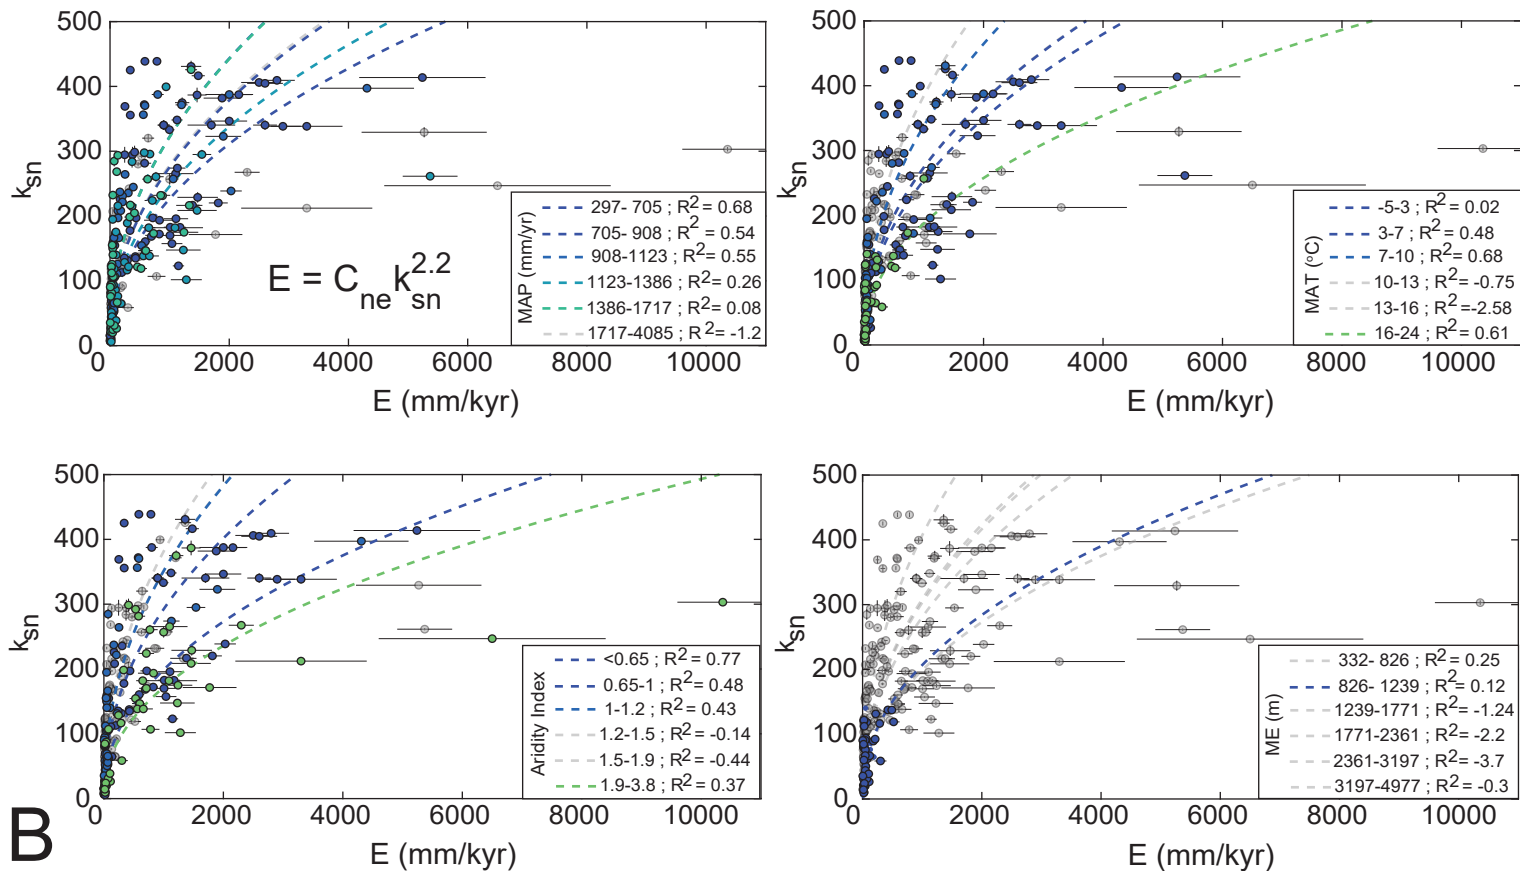 500
400
300
200
100
0
k_sn
0 2000 4000 6000 8000 10000
E (mm/kyr)
E = C_ne k_sn^2.2
MAP (mm/yr)
297- 705 ; R² = 0.68
705- 908 ; R² = 0.54
908-1123 ; R² = 0.55
1123-1386 ; R² = 0.26
1386-1717 ; R² = 0.08
1717-4085 ; R² = -1.2
500
400
300
200
100
0
k_sn
0 2000 4000 6000 8000 10000
E (mm/kyr)
MAT (°C)
-5-3 ; R² = 0.02
3-7 ; R² = 0.48
7-10 ; R² = 0.68
10-13 ; R² = -0.75
13-16 ; R² =-2.58
16-24 ; R² = 0.61
500
400
300
200
100
0
k_sn
0 2000 4000 6000 8000 10000
E (mm/kyr)
Aridity Index
<0.65 ; R² = 0.77
0.65-1 ; R² = 0.48
1-1.2 ; R² = 0.43
1.2-1.5 ; R² = -0.14
1.5-1.9 ; R² = -0.44
1.9-3.8 ; R² = 0.37
500
400
300
200
100
0
k_sn
0 2000 4000 6000 8000 10000
E (mm/kyr)
ME (m)
332- 826 ; R² = 0.25
826- 1239 ; R² = 0.12
1239-1771 ; R² = -1.24
1771-2361 ; R² = -2.2
2361-3197 ; R² = -3.7
3197-4977 ; R² = -0.3
B